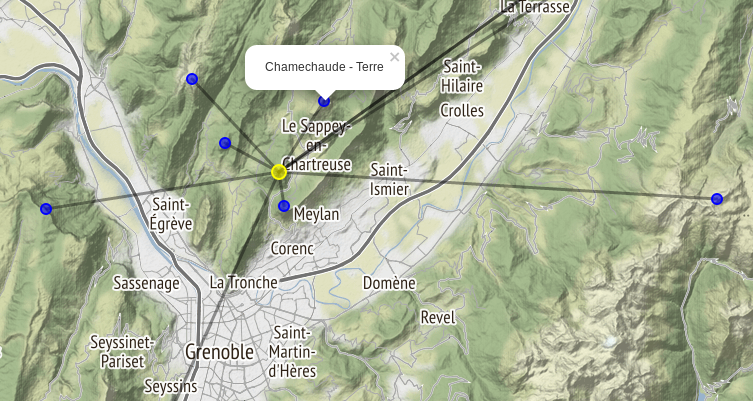 La Terrasse
×
Chamechaude - Terre
Saint-
Hilaire
Crolles
Le Sappey-
en-
Chartreuse
Saint-
Ismier
Saint-
Égrève
Meylan
Corenc
Sassenage
La Tronche
Domène
Revel
Seyssinet-
Pariset
Grenoble
Saint-
Martin-
d'Hères
Seyssins